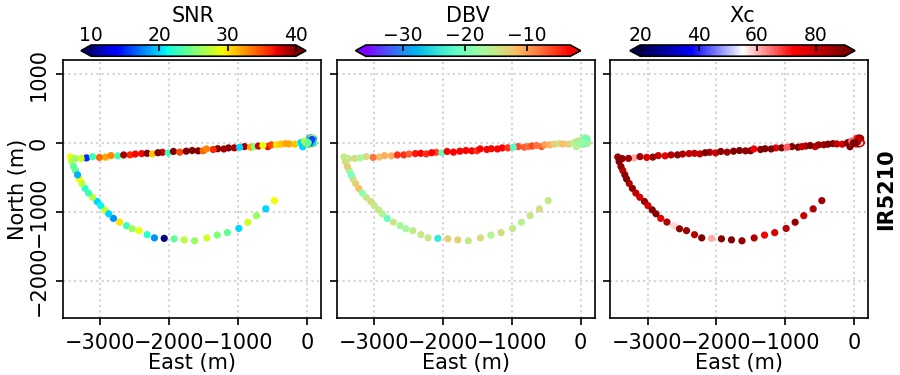 SNR DBV Xc
10 20 30 40 −30 −20 −10 20 40 60 80
1000
0
−1000
−2000
North (m)
IR5210
−3000 −2000 −1000 0 −3000 −2000 −1000 0 −3000 −2000 −1000 0
East (m) East (m) East (m)